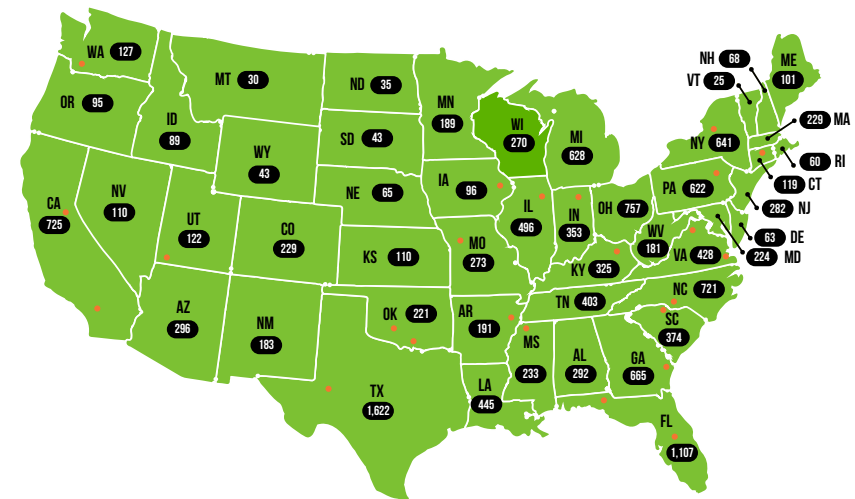 WA 127
MT 30
ND 35
MN
189
WI
270
MI
628
NH 68
VT 25
ME
101
229 MA
60 RI
119 CT
282 NJ
63 DE
224 MD
OR 95
ID
89
WY
43
SD 43
NE 65
IA 96
NY 641
PA 622
CA
725
NV
110
UT
122
CO
229
KS 110
MO
273
IL
496
IN
353
OH 757
WV
181
VA 428
KY 325
AZ
296
NM
183
OK 221
AR
191
TN 403
NC 721
SC
374
MS
233
AL
292
GA
665
TX
1,622
LA
445
FL
1,107